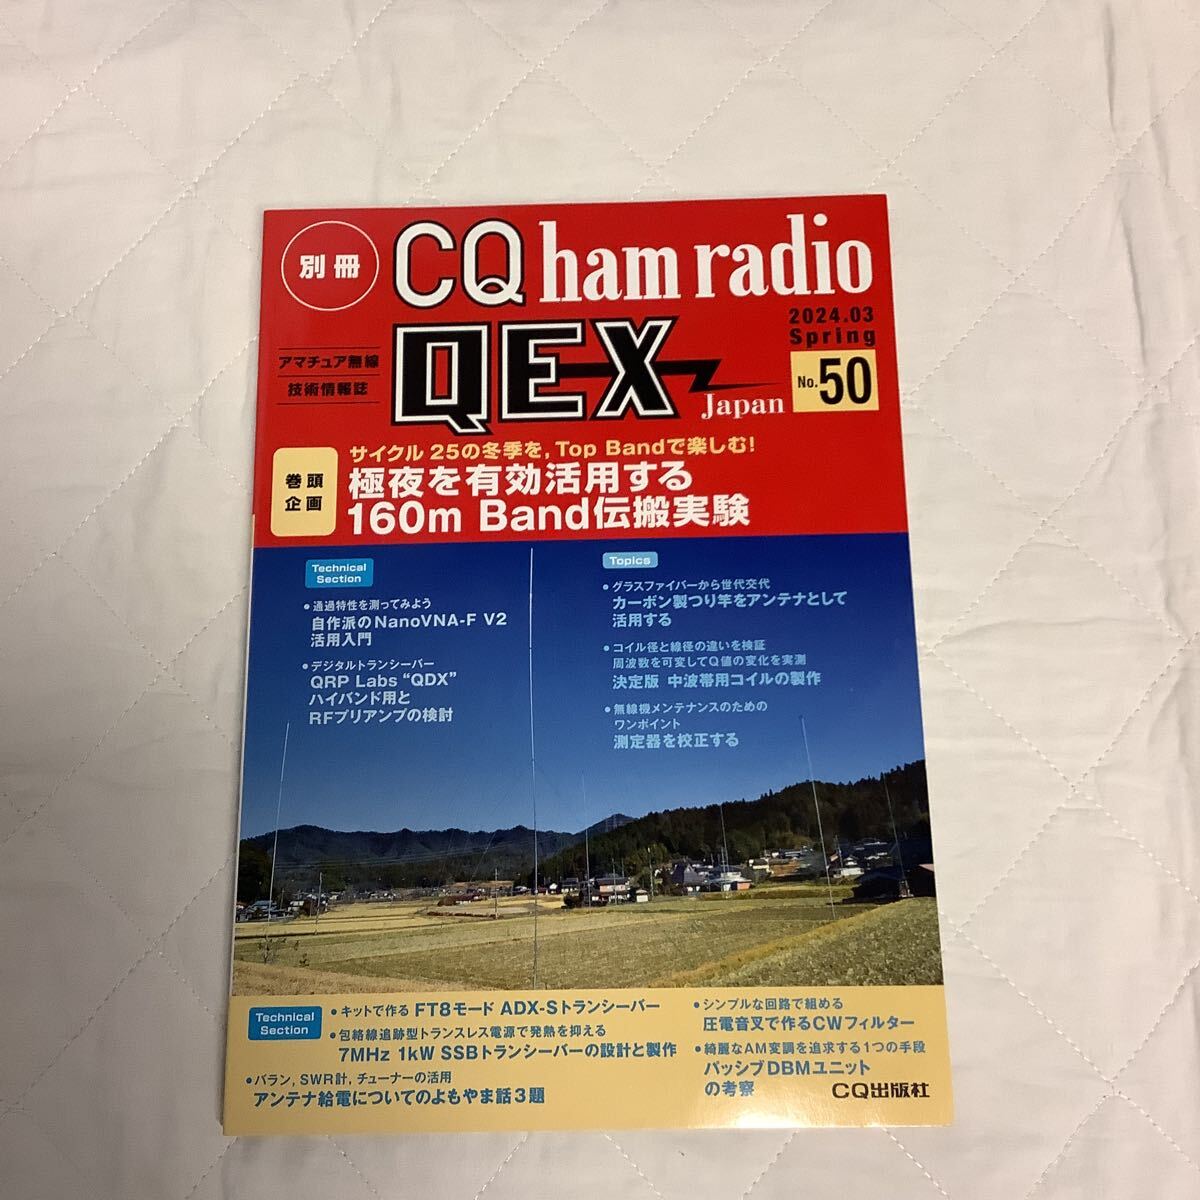 別冊
CQ ham radio
QEX Japan
アマチュア無線
技術情報誌
2024.03
Spring
No.50
巻頭
企画
サイクル 25の冬季を, Top Bandで楽しむ!
極夜を有効活用する
160m Band伝搬実験
Technical
Section
•通過特性を測ってみよう
自作派のNanoVNA-F V2
活用入門
•デジタルトランシーバー
QRP Labs “QDX”
ハイバンド用と
RFプリアンプの検討
Topics
•グラスファイバーから世代交代
カーボン製つり竿をアンテナとして
活用する
•コイル径と線径の違いを検証
周波数を可変してQ値の変化を実測
決定版 中波帯用コイルの製作
•無線機メンテナンスのための
ワンポイント
測定器を校正する
Technical
Section
•キットで作る FT8モード ADX-Sトランシーバー
•包絡線追跡型トランスレス電源で発熱を抑える
7MHz 1kW SSBトランシーバーの設計と製作
•バラン, SWR計, チューナーの活用
アンテナ給電についてのよもやま話3題
•シンプルな回路で組める
圧電音叉で作るCWフィルター
•綺麗なAM変調を追求する1つの手段
パッシブDBMユニット
の考察
CQ出版社